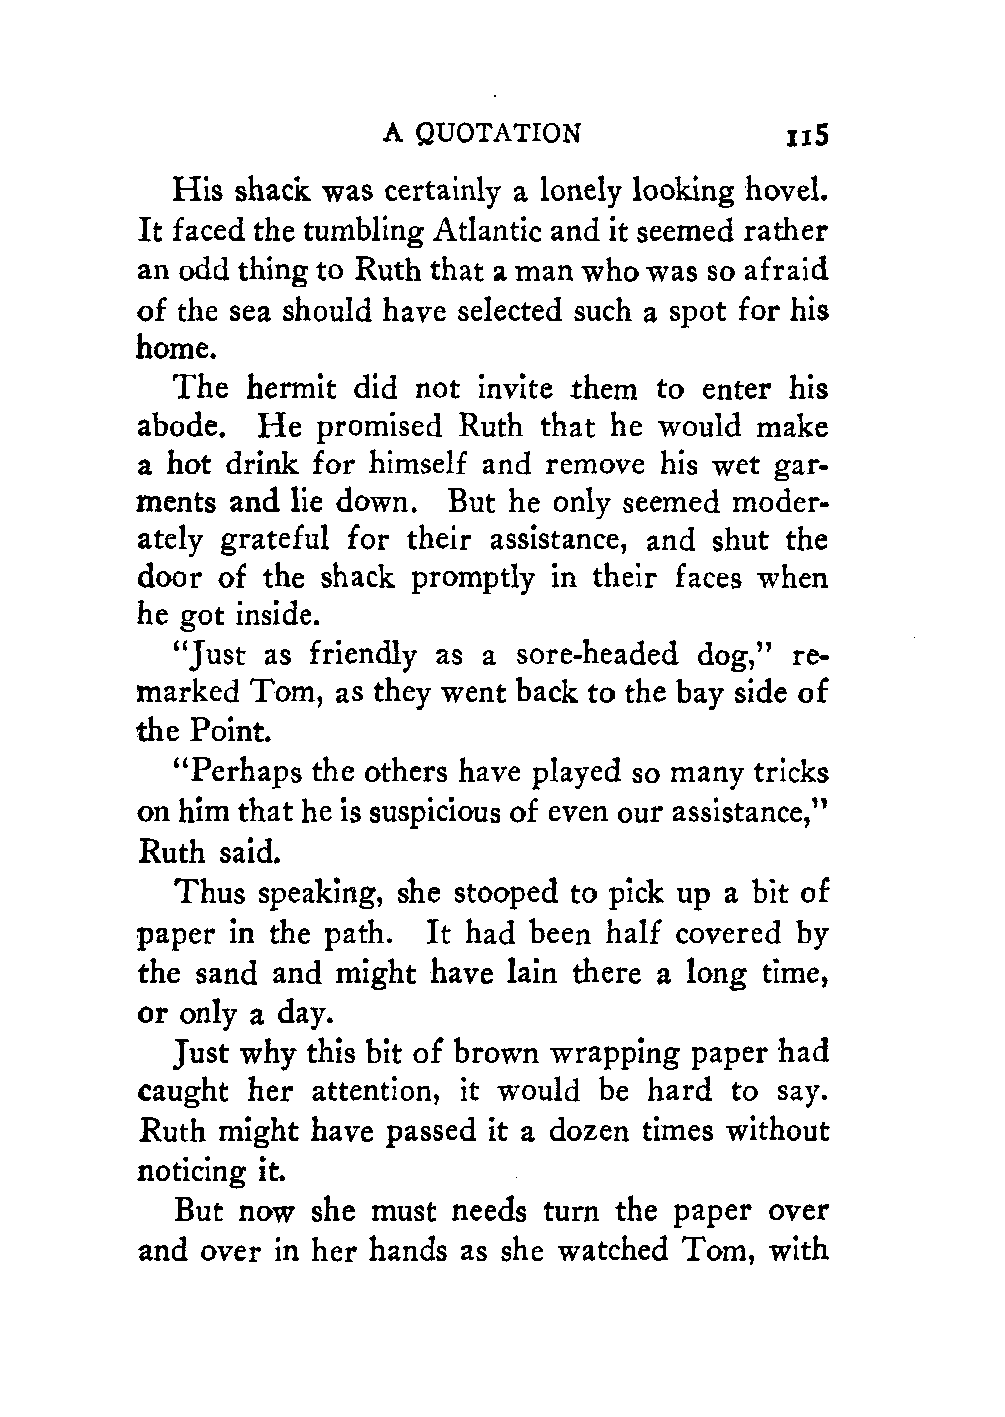 A QUOTATION 115
His shack was certainly a lonely looking hovel.
It faced the tumbling Atlantic and it seemed rather
an odd thing to Ruth that a man who was so afraid
of the sea should have selected such a spot for his
home.
The hermit did not invite them to enter his
abode. He promised Ruth that he would make
a hot drink for himself and remove his wet gar-
ments and lie down. But he only seemed moder-
ately grateful for their assistance, and shut the
door of the shack promptly in their faces when
he got inside.
“Just as friendly as a sore-headed dog,” re-
marked Tom, as they went back to the bay side of
the Point.
“Perhaps the others have played so many tricks
on him that he is suspicious of even our assistance,”
Ruth said.
Thus speaking, she stooped to pick up a bit of
paper in the path. It had been half covered by
the sand and might have lain there a long time,
or only a day.
Just why this bit of brown wrapping paper had
caught her attention, it would be hard to say.
Ruth might have passed it a dozen times without
noticing it.
But now she must needs turn the paper over
and over in her hands as she watched Tom, with